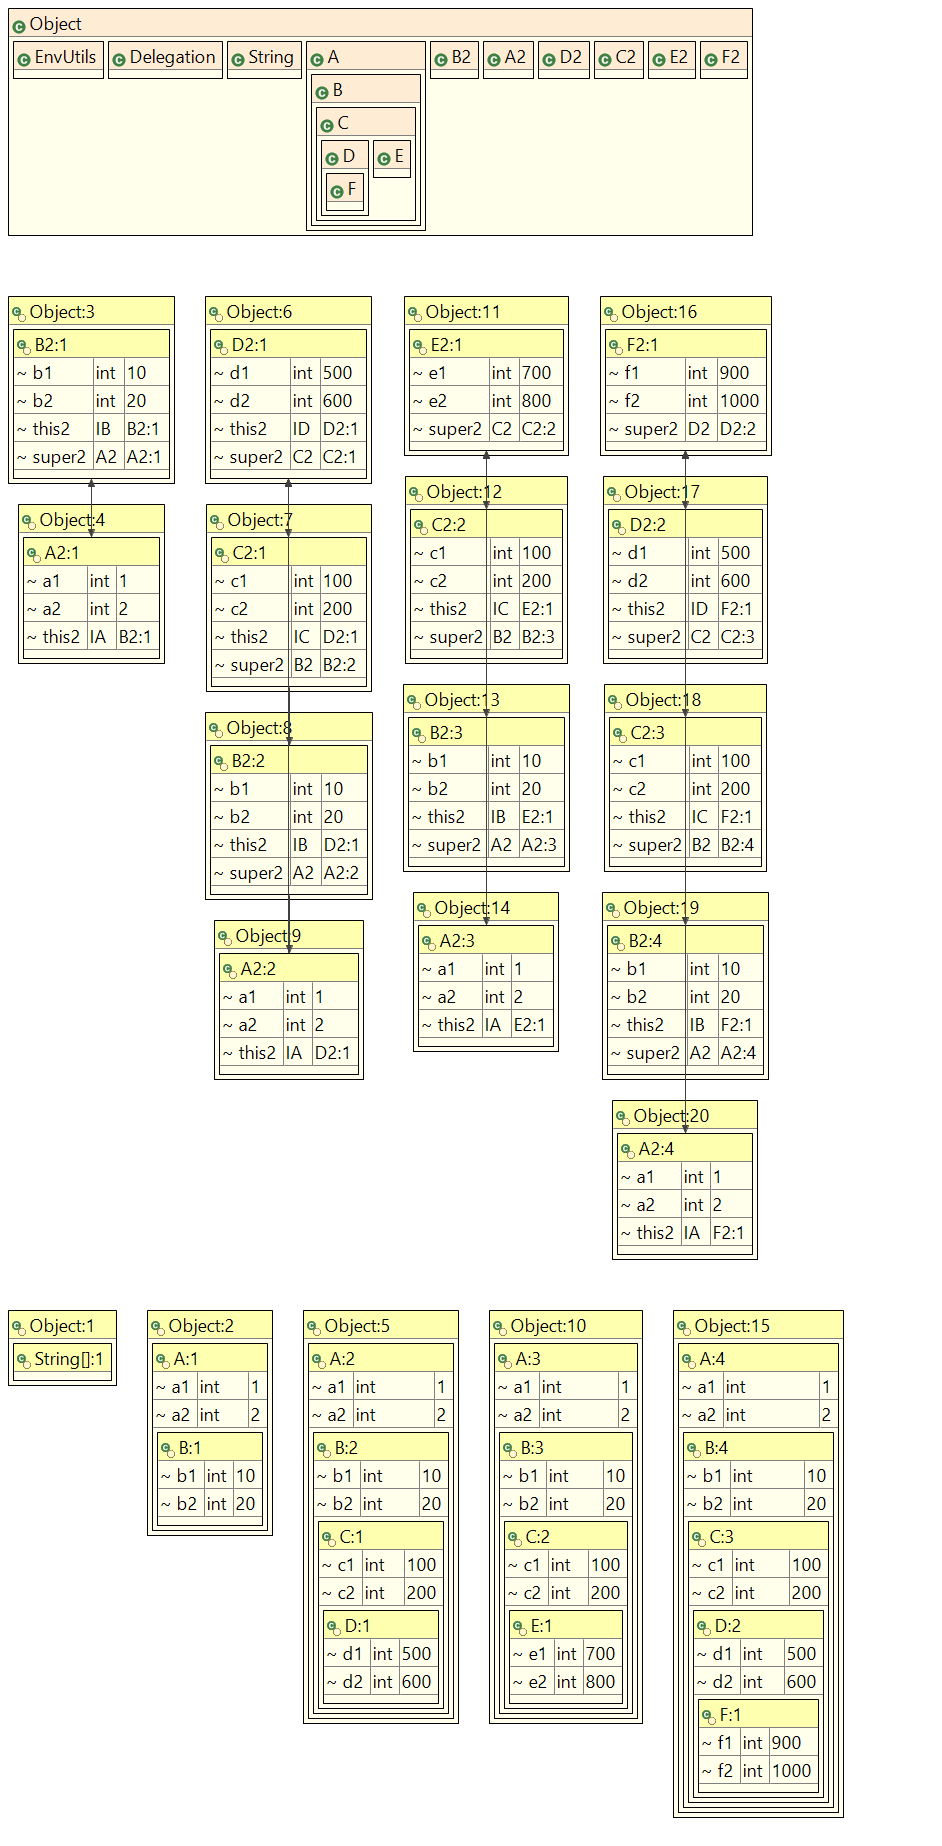 Object
EnvUtils Delegation String A B2 A2 D2 C2 E2 F2
B
C
D E
F
Object:3
B2:1
~ b1 int 10
~ b2 int 20
~ this2 IB B2:1
~ super2 A2 A2:1
Object:4
A2:1
~ a1 int 1
~ a2 int 2
~ this2 IA B2:1
Object:6
D2:1
~ d1 int 500
~ d2 int 600
~ this2 ID D2:1
~ super2 C2 C2:1
Object:7
C2:1
~ c1 int 100
~ c2 int 200
~ this2 IC D2:1
~ super2 B2 B2:2
Object:8
B2:2
~ b1 int 10
~ b2 int 20
~ this2 IB D2:1
~ super2 A2 A2:2
Object:9
A2:2
~ a1 int 1
~ a2 int 2
~ this2 IA D2:1
Object:11
E2:1
~ e1 int 700
~ e2 int 800
~ super2 C2 C2:2
Object:12
C2:2
~ c1 int 100
~ c2 int 200
~ this2 IC E2:1
~ super2 B2 B2:3
Object:13
B2:3
~ b1 int 10
~ b2 int 20
~ this2 IB E2:1
~ super2 A2 A2:3
Object:14
A2:3
~ a1 int 1
~ a2 int 2
~ this2 IA E2:1
Object:16
F2:1
~ f1 int 900
~ f2 int 1000
~ super2 D2 D2:2
Object:17
D2:2
~ d1 int 500
~ d2 int 600
~ this2 ID F2:1
~ super2 C2 C2:3
Object:18
C2:3
~ c1 int 100
~ c2 int 200
~ this2 IC F2:1
~ super2 B2 B2:4
Object:19
B2:4
~ b1 int 10
~ b2 int 20
~ this2 IB F2:1
~ super2 A2 A2:4
Object:20
A2:4
~ a1 int 1
~ a2 int 2
~ this2 IA F2:1
Object:1
String[]:1
Object:2
A:1
~ a1 int 1
~ a2 int 2
B:1
~ b1 int 10
~ b2 int 20
Object:5
A:2
~ a1 int 1
~ a2 int 2
B:2
~ b1 int 10
~ b2 int 20
C:1
~ c1 int 100
~ c2 int 200
D:1
~ d1 int 500
~ d2 int 600
Object:10
A:3
~ a1 int 1
~ a2 int 2
B:3
~ b1 int 10
~ b2 int 20
C:2
~ c1 int 100
~ c2 int 200
E:1
~ e1 int 700
~ e2 int 800
Object:15
A:4
~ a1 int 1
~ a2 int 2
B:4
~ b1 int 10
~ b2 int 20
C:3
~ c1 int 100
~ c2 int 200
D:2
~ d1 int 500
~ d2 int 600
F:1
~ f1 int 900
~ f2 int 1000